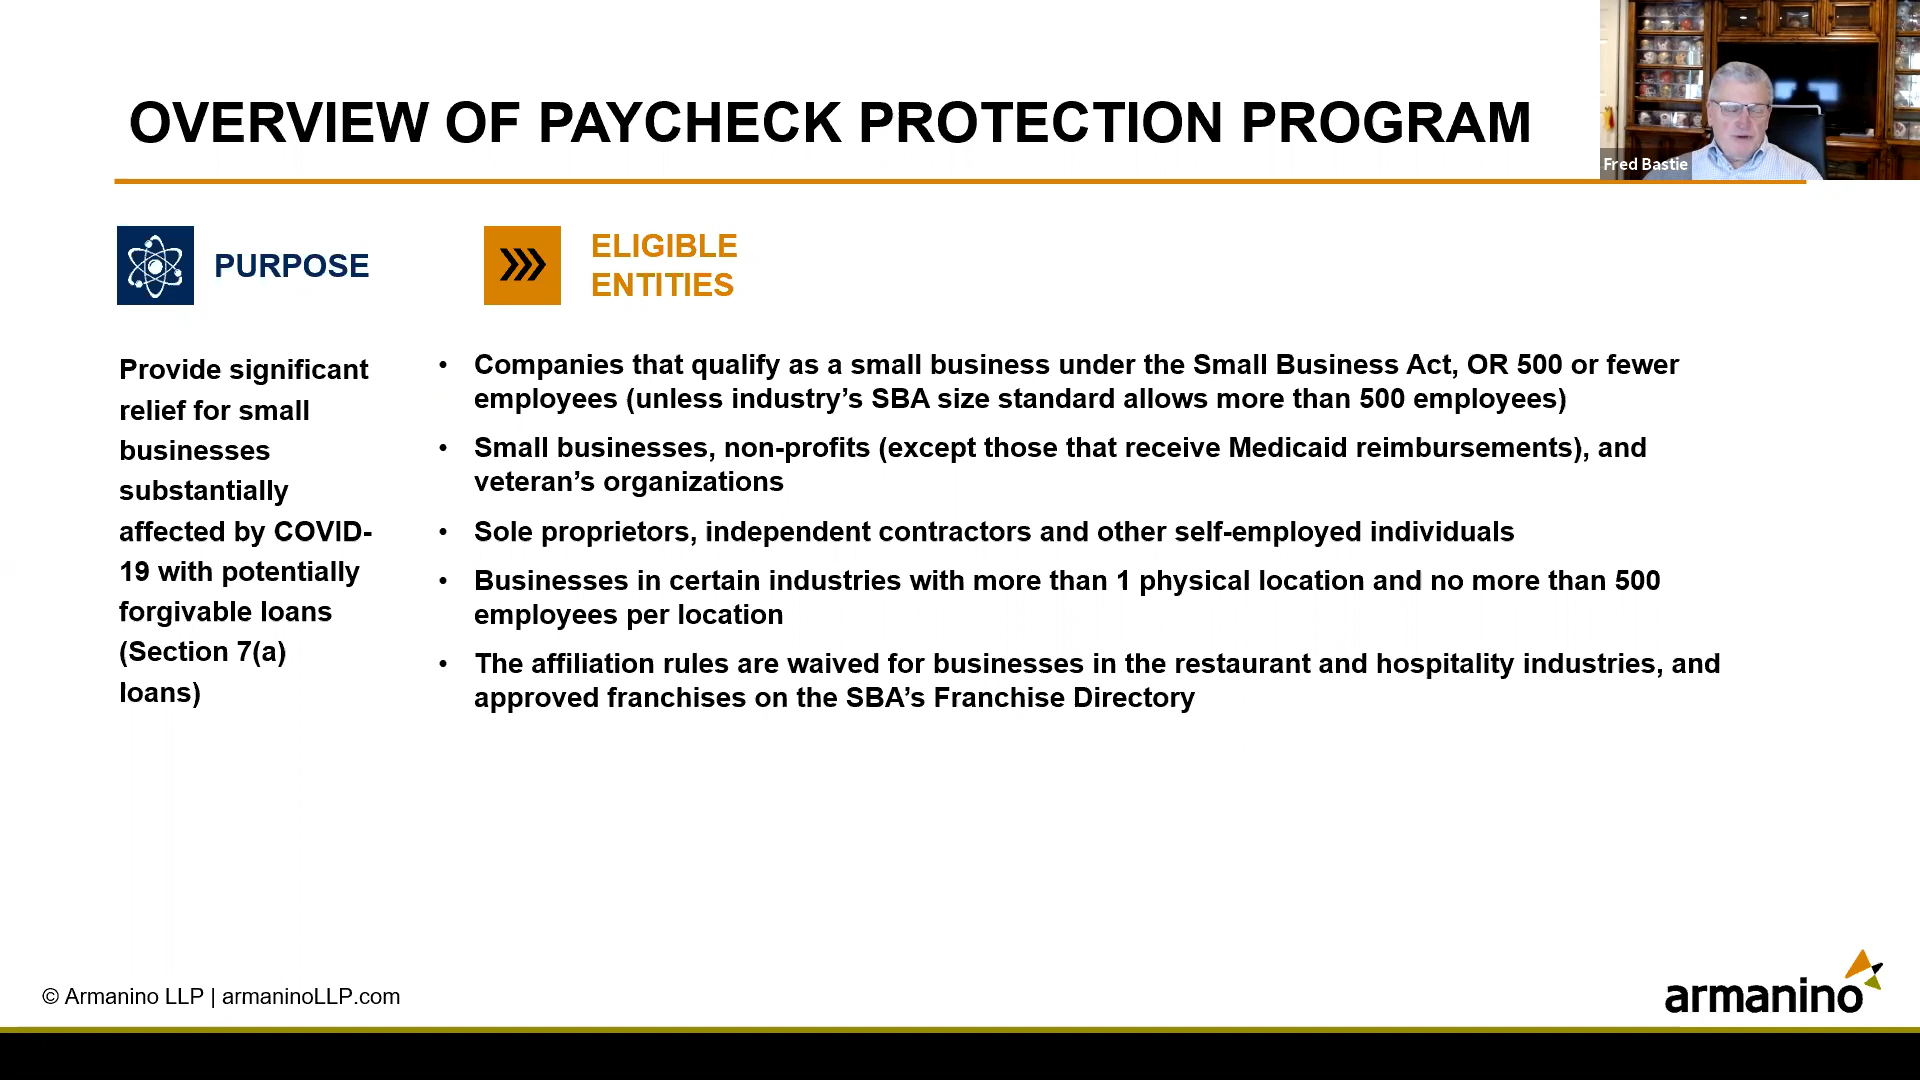 OVERVIEW OF PAYCHECK PROTECTION PROGRAM
Fred Bastie
PURPOSE
Provide significant
relief for small
businesses
substantially
affected by COVID-
19 with potentially
forgivable loans
(Section 7(a)
loans)
ELIGIBLE
ENTITIES
• Companies that qualify as a small business under the Small Business Act, OR 500 or fewer
employees (unless industry’s SBA size standard allows more than 500 employees)
• Small businesses, non-profits (except those that receive Medicaid reimbursements), and
veteran’s organizations
• Sole proprietors, independent contractors and other self-employed individuals
• Businesses in certain industries with more than 1 physical location and no more than 500
employees per location
• The affiliation rules are waived for businesses in the restaurant and hospitality industries, and
approved franchises on the SBA’s Franchise Directory
© Armanino LLP | armaninoLLP.com
armanino